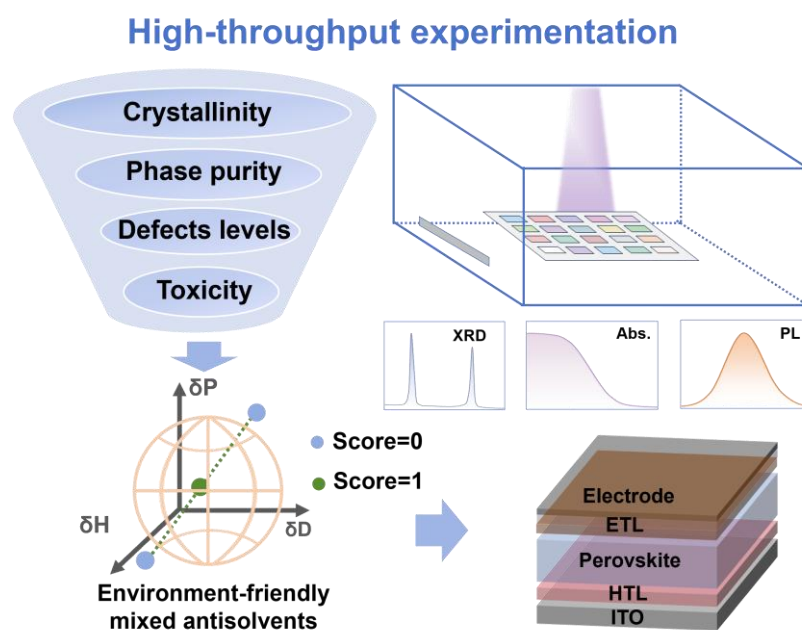 High-throughput experimentation
Crystallinity
Phase purity
Defects levels
Toxicity
XRD
Abs.
PL
δP
δH
δD
Score=0
Score=1
Environment-friendly
mixed antisolvents
Electrode
ETL
Perovskite
HTL
ITO